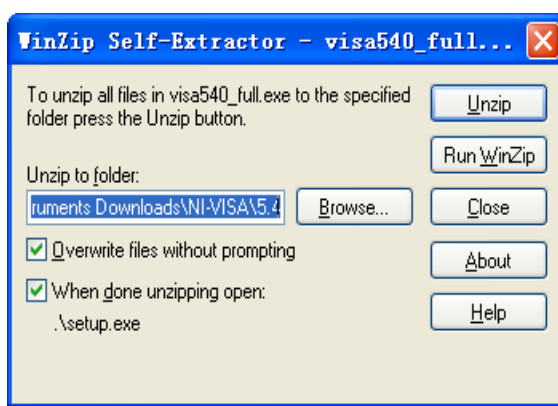 WinZip Self-Extractor - visa540_full...
To unzip all files in visa540_full.exe to the specified
folder press the Unzip button.
Unzip to folder:
ruments Downloads\NI-VISA\5.4
Browse...
Overwrite files without prompting
When done unzipping open:
.\setup.exe
Unzip
Run WinZip
Close
About
Help